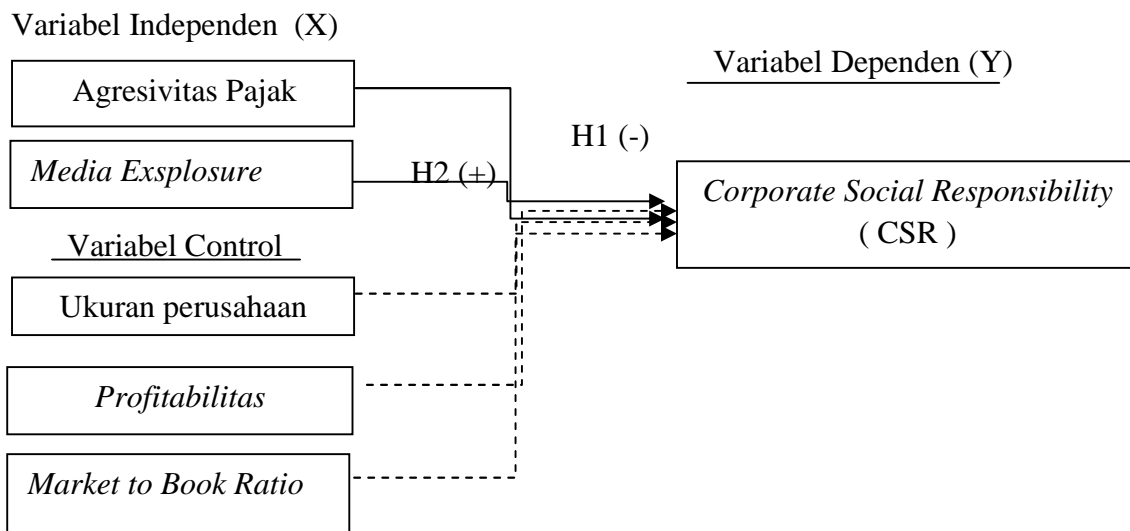 Variabel Independen (X)
Variabel Dependen (Y)
Agresivitas Pajak
H1 (-)
Media Exsplosure
H2 (+)
Corporate Social Responsibility
( CSR )
Variabel Control
Ukuran perusahaan
Profitabilitas
Market to Book Ratio